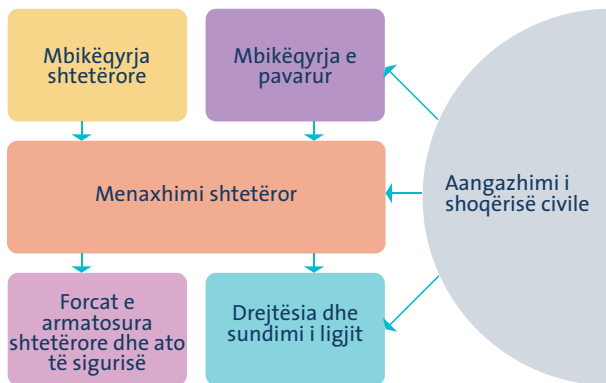 Mbikëqyrja
shtetërore
Mbikëqyrja e
pavarur
Menaxhimi shtetëror
Aangazhimi i
shoqërisë civile
Forcat e
armatosura
shtetërore dhe ato
të sigurisë
Drejtësia dhe
sundimi i ligjit